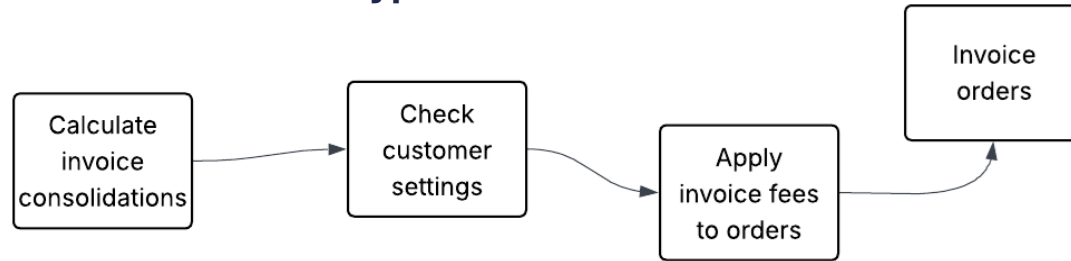 Calculate
invoice
consolidations
Check
customer
settings
Apply
invoice fees
to orders
Invoice
orders